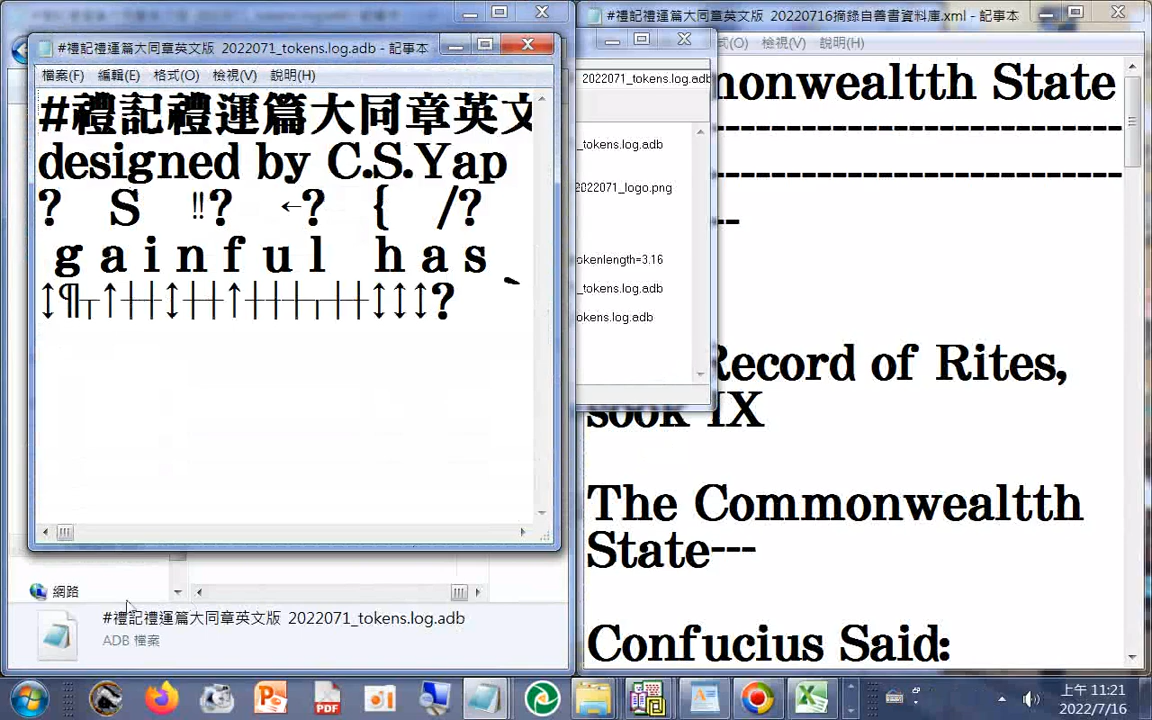 #禮記禮運篇大同章英文版 2022071_tokens.log.adb - 記事本
檔案(F) 編輯(E) 格式(O) 檢視(V) 說明(H)
#禮記禮運篇大同章英文
designed by C.S.Yap
? S ‼? ←? { /?
g a i n f u l h a s `
↕¶┬↑┼┼↕┼┼↑┼┼┼┬┼┼↕↕↕?
網路
#禮記禮運篇大同章英文版 2022071_tokens.log.adb
ADB 檔案
2022071_tokens.log.adb
_tokens.log.adb
2022071_logo.png
okenlength=3.16
_tokens.log.adb
okens.log.adb
#禮記禮運篇大同章英文版 20220716摘錄自善書資料庫.xml - 記事本
式(O) 檢視(V) 說明(H)
monwealtth State
Record of Rites,
sook IX
The Commonwealtth
State---
Confucius Said:
上午 11:21
2022/7/16